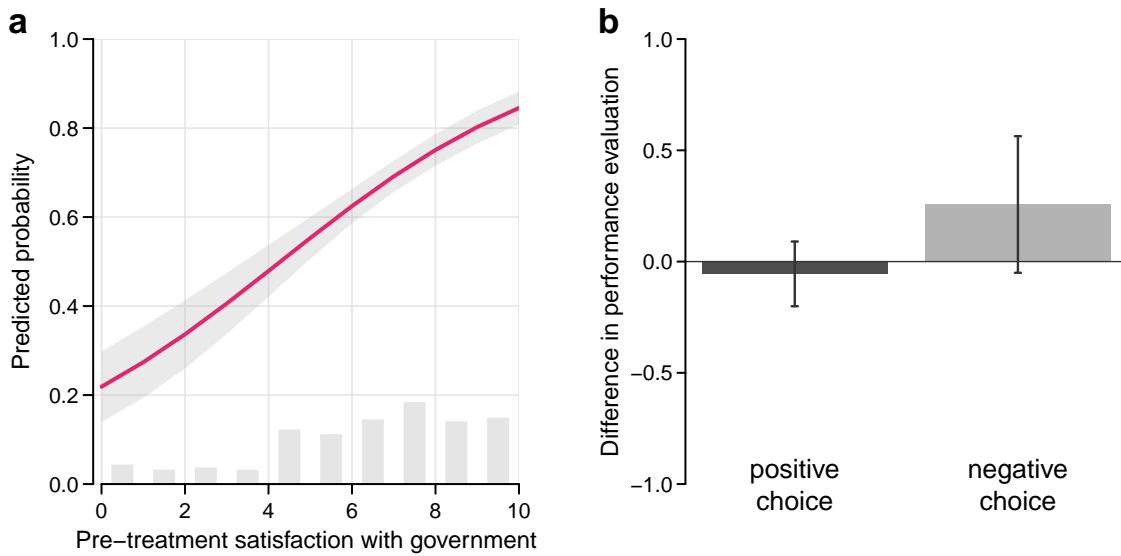 a
Predicted probability
1.0
0.8
0.6
0.4
0.2
0.0
0 2 4 6 8 10
Pre−treatment satisfaction with government
b
Difference in performance evaluation
1.0
0.5
0.0
−0.5
−1.0
positive
choice
negative
choice